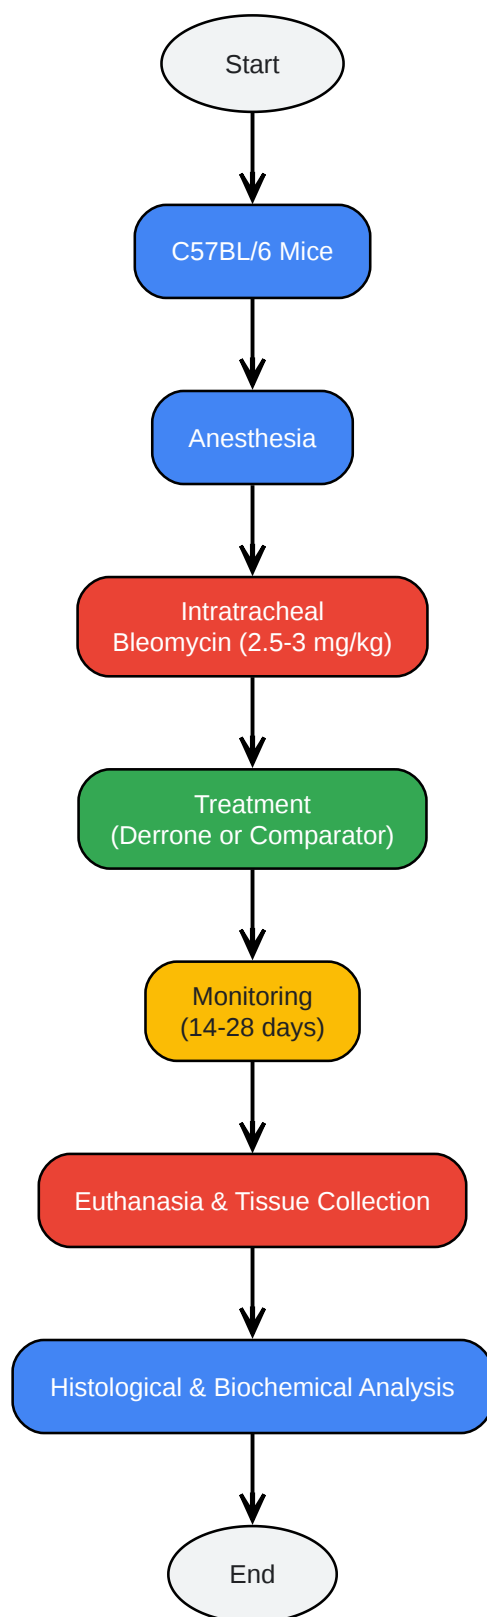 Start
C57BL/6 Mice
Anesthesia
Intratracheal
Bleomycin (2.5-3 mg/kg)
Treatment
(Derrone or Comparator)
Monitoring
(14-28 days)
Euthanasia & Tissue Collection
Histological & Biochemical Analysis
End